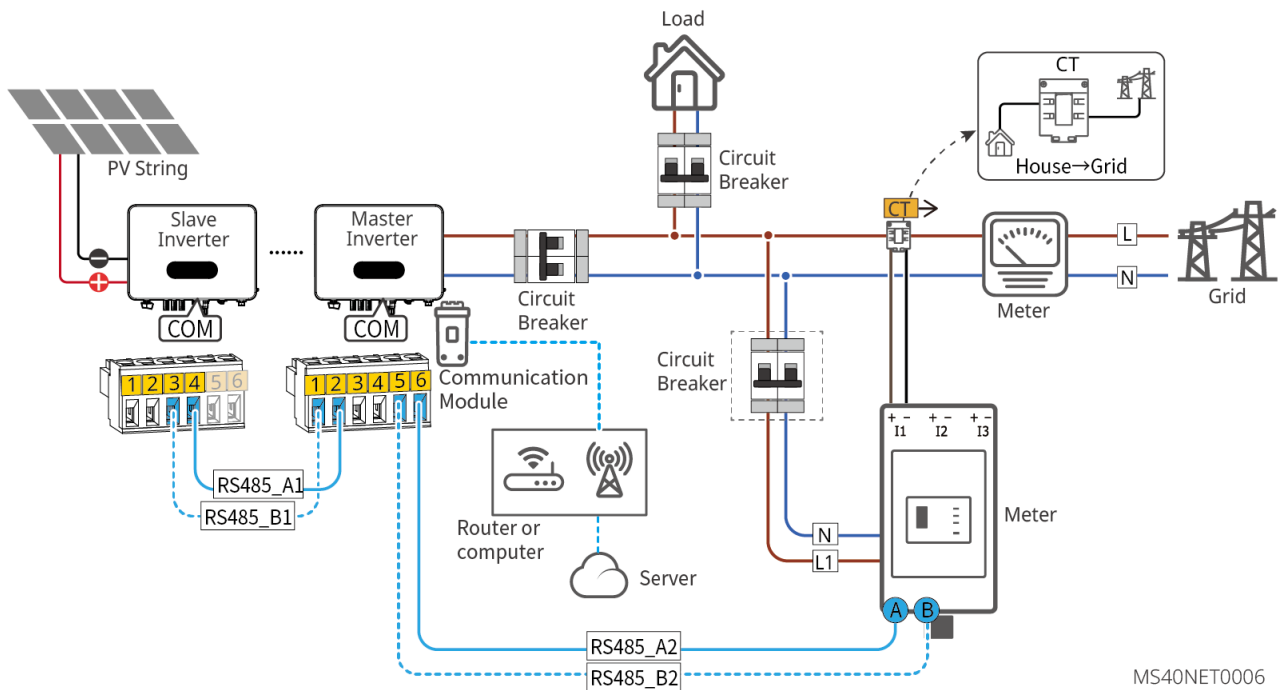 Load
CT
House→Grid
PV String
Circuit
Breaker
CT
Slave
Inverter
Master
Inverter
L
N
Grid
Meter
Circuit
Breaker
COM
COM
Circuit
Breaker
1 2 3 4 5 6
1 2 3 4 5 6
Communication
Module
+ - + - + -
I1 I2 I3
RS485_A1
RS485_B1
Router or
computer
Server
N
L1
Meter
A B
RS485_A2
RS485_B2
MS40NET0006